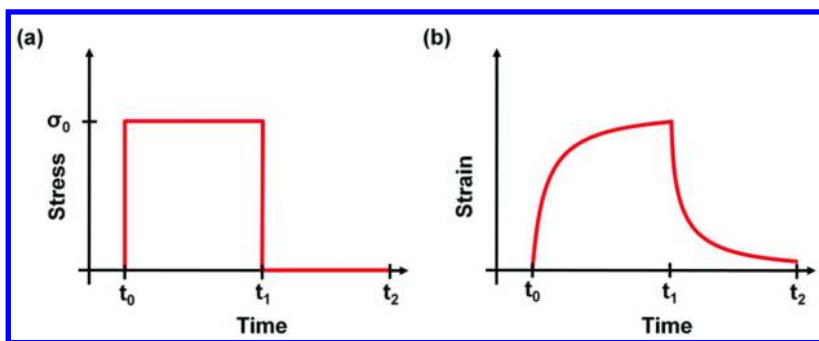 (a)
σ0
Stress
t0 t1 t2
Time
(b)
Strain
t0 t1 t2
Time